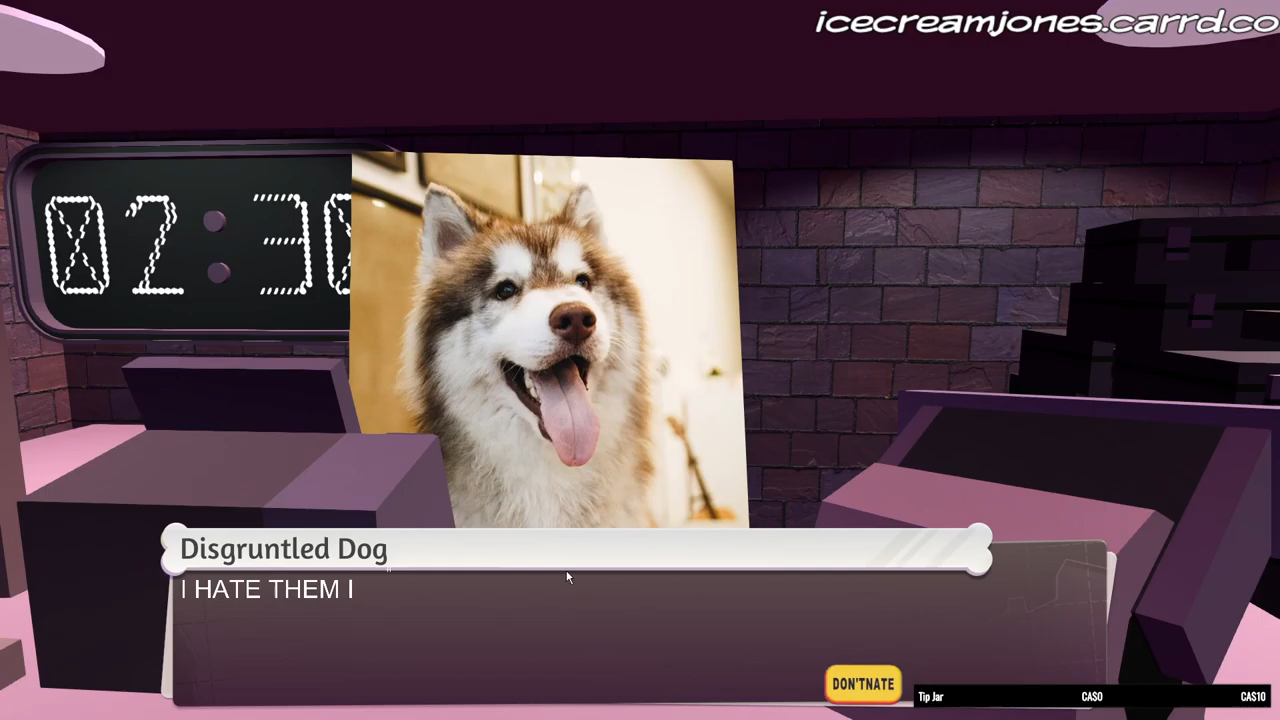 icecreamjones.carrd.co
02:30
Disgruntled Dog
I HATE THEM I
DON'TNATE
Tip Jar CA$0 CA$10